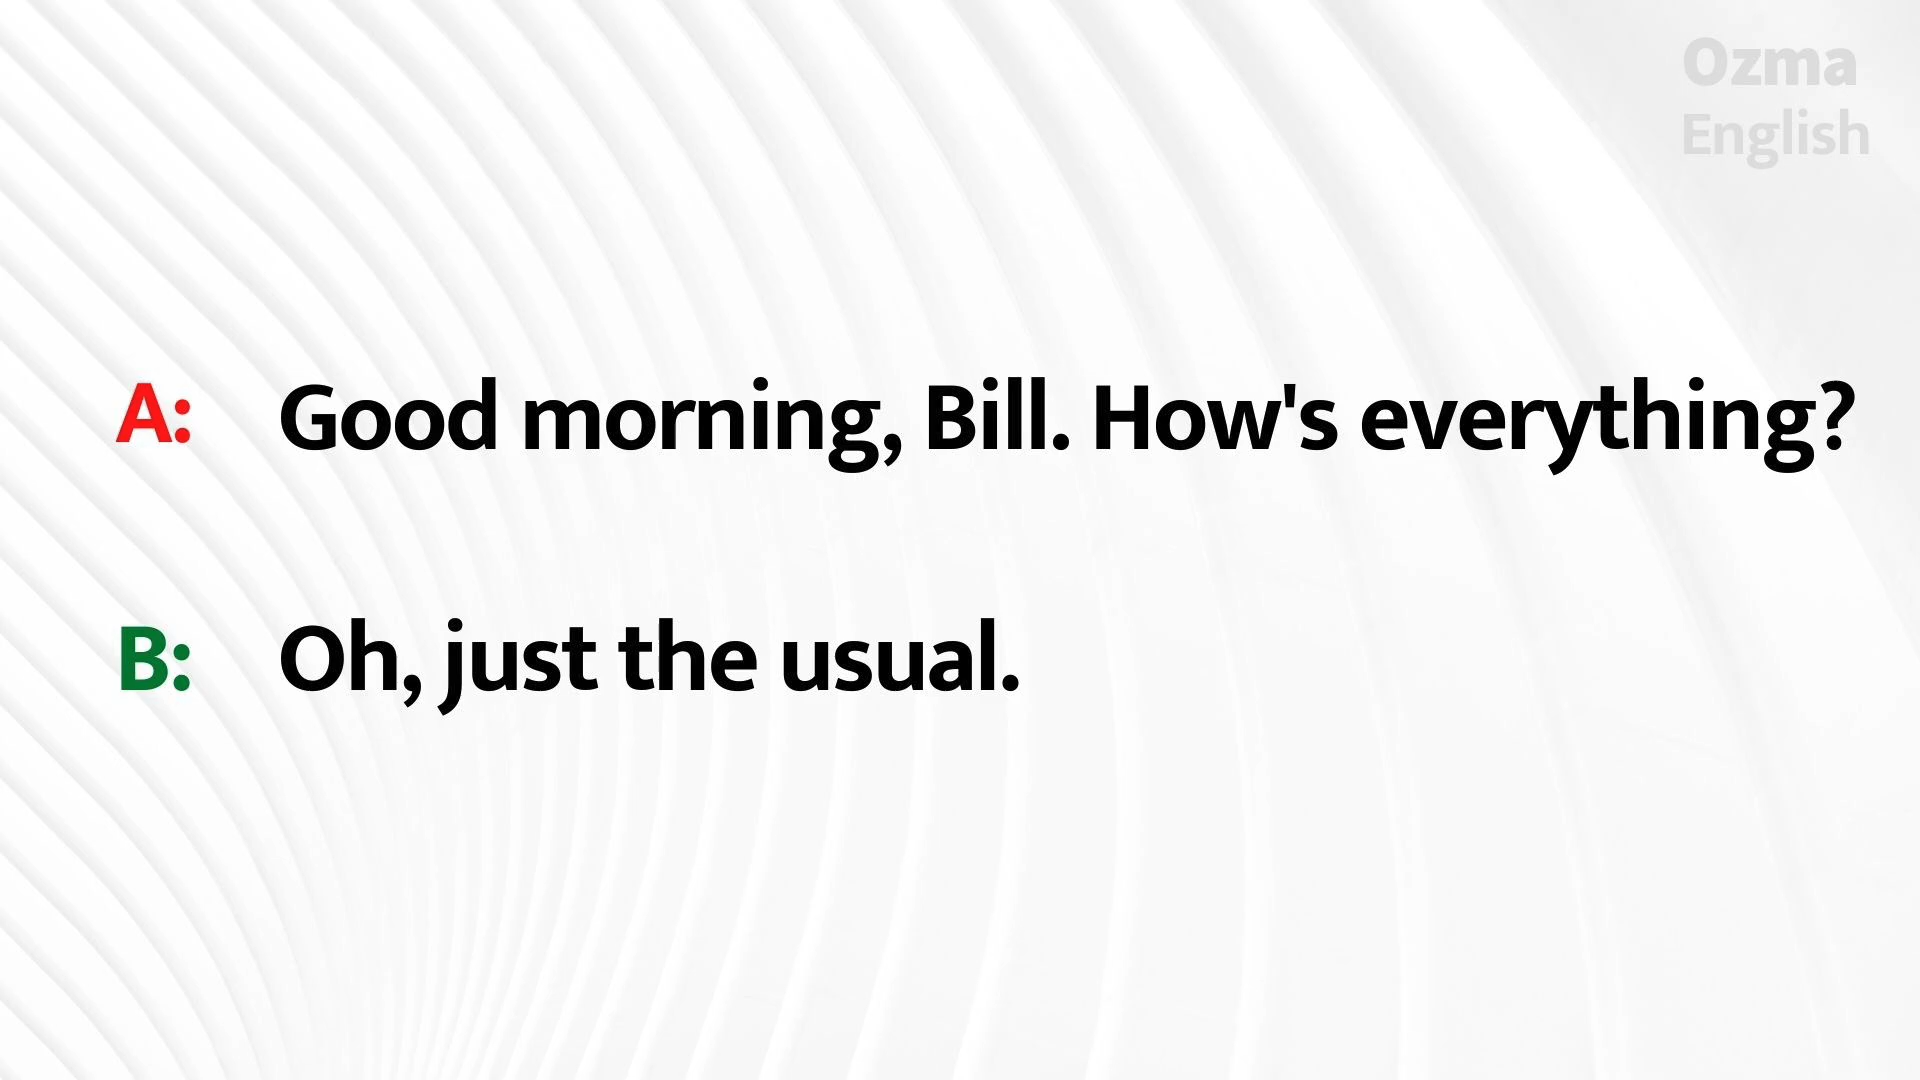 Ozma
English
A: Good morning, Bill. How's everything?
B: Oh, just the usual.